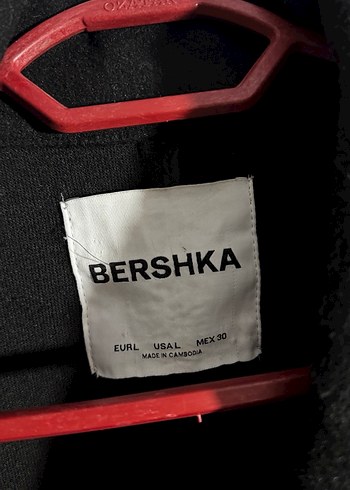 BERSHKA
EUR L USA L MEX 30
MADE IN CAMBODIA